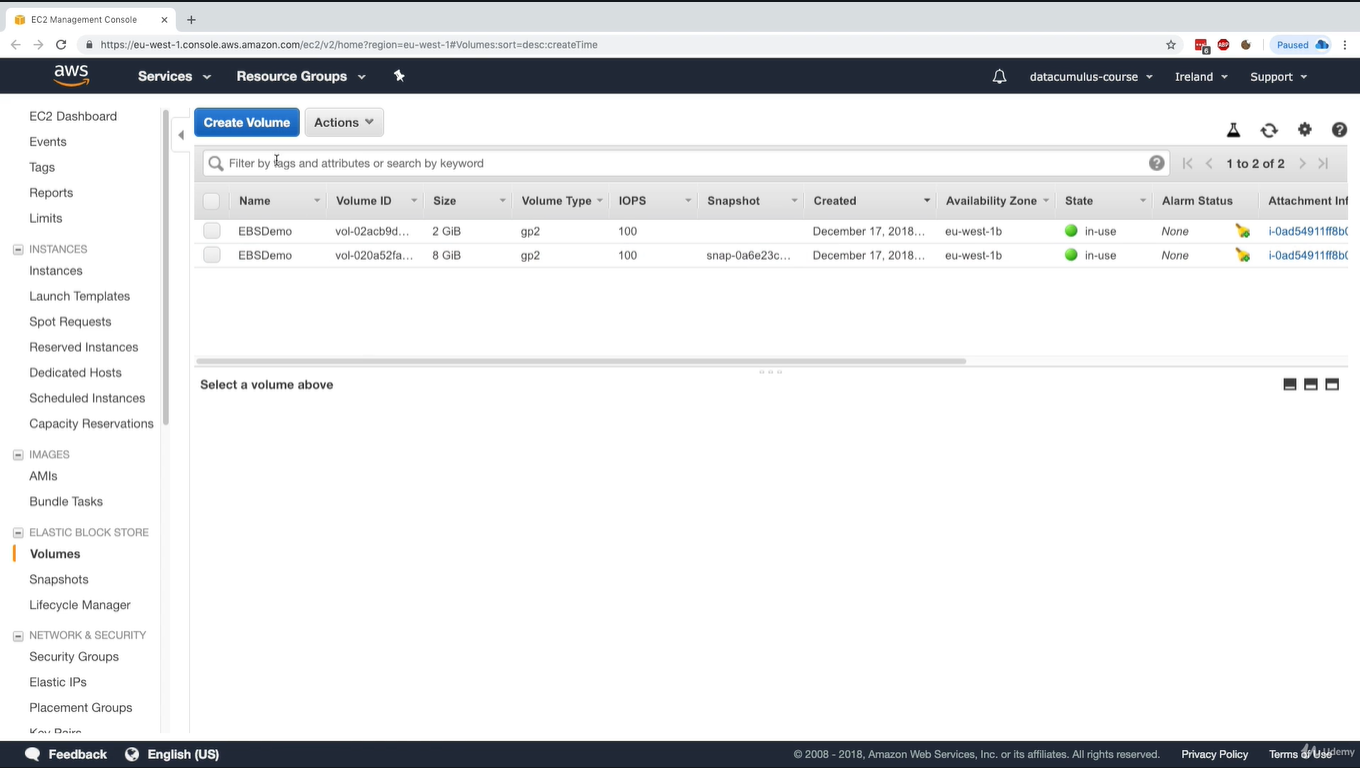 EC2 Management Console
https://eu-west-1.console.aws.amazon.com/ec2/v2/home?region=eu-west-1#Volumes:sort=desc:createTime
6 ABP Paused
aws Services Resource Groups datacumulus-course Ireland Support
EC2 Dashboard
Events
Tags
Reports
Limits
INSTANCES
Instances
Launch Templates
Spot Requests
Reserved Instances
Dedicated Hosts
Scheduled Instances
Capacity Reservations
IMAGES
AMIs
Bundle Tasks
ELASTIC BLOCK STORE
Volumes
Snapshots
Lifecycle Manager
NETWORK & SECURITY
Security Groups
Elastic IPs
Placement Groups
Key Pairs
Create Volume Actions
Filter by tags and attributes or search by keyword 1 to 2 of 2
Name Volume ID Size Volume Type IOPS Snapshot Created Availability Zone State Alarm Status Attachment Inf
EBSDemo vol-02acb9d... 2 GiB gp2 100 December 17, 2018... eu-west-1b in-use None i-0ad54911ff8b0
EBSDemo vol-020a52fa... 8 GiB gp2 100 snap-0a6e23c... December 17, 2018... eu-west-1b in-use None i-0ad54911ff8b0
Select a volume above
Feedback English (US) © 2008 - 2018, Amazon Web Services, Inc. or its affiliates. All rights reserved. Privacy Policy Terms of Use
Udemy